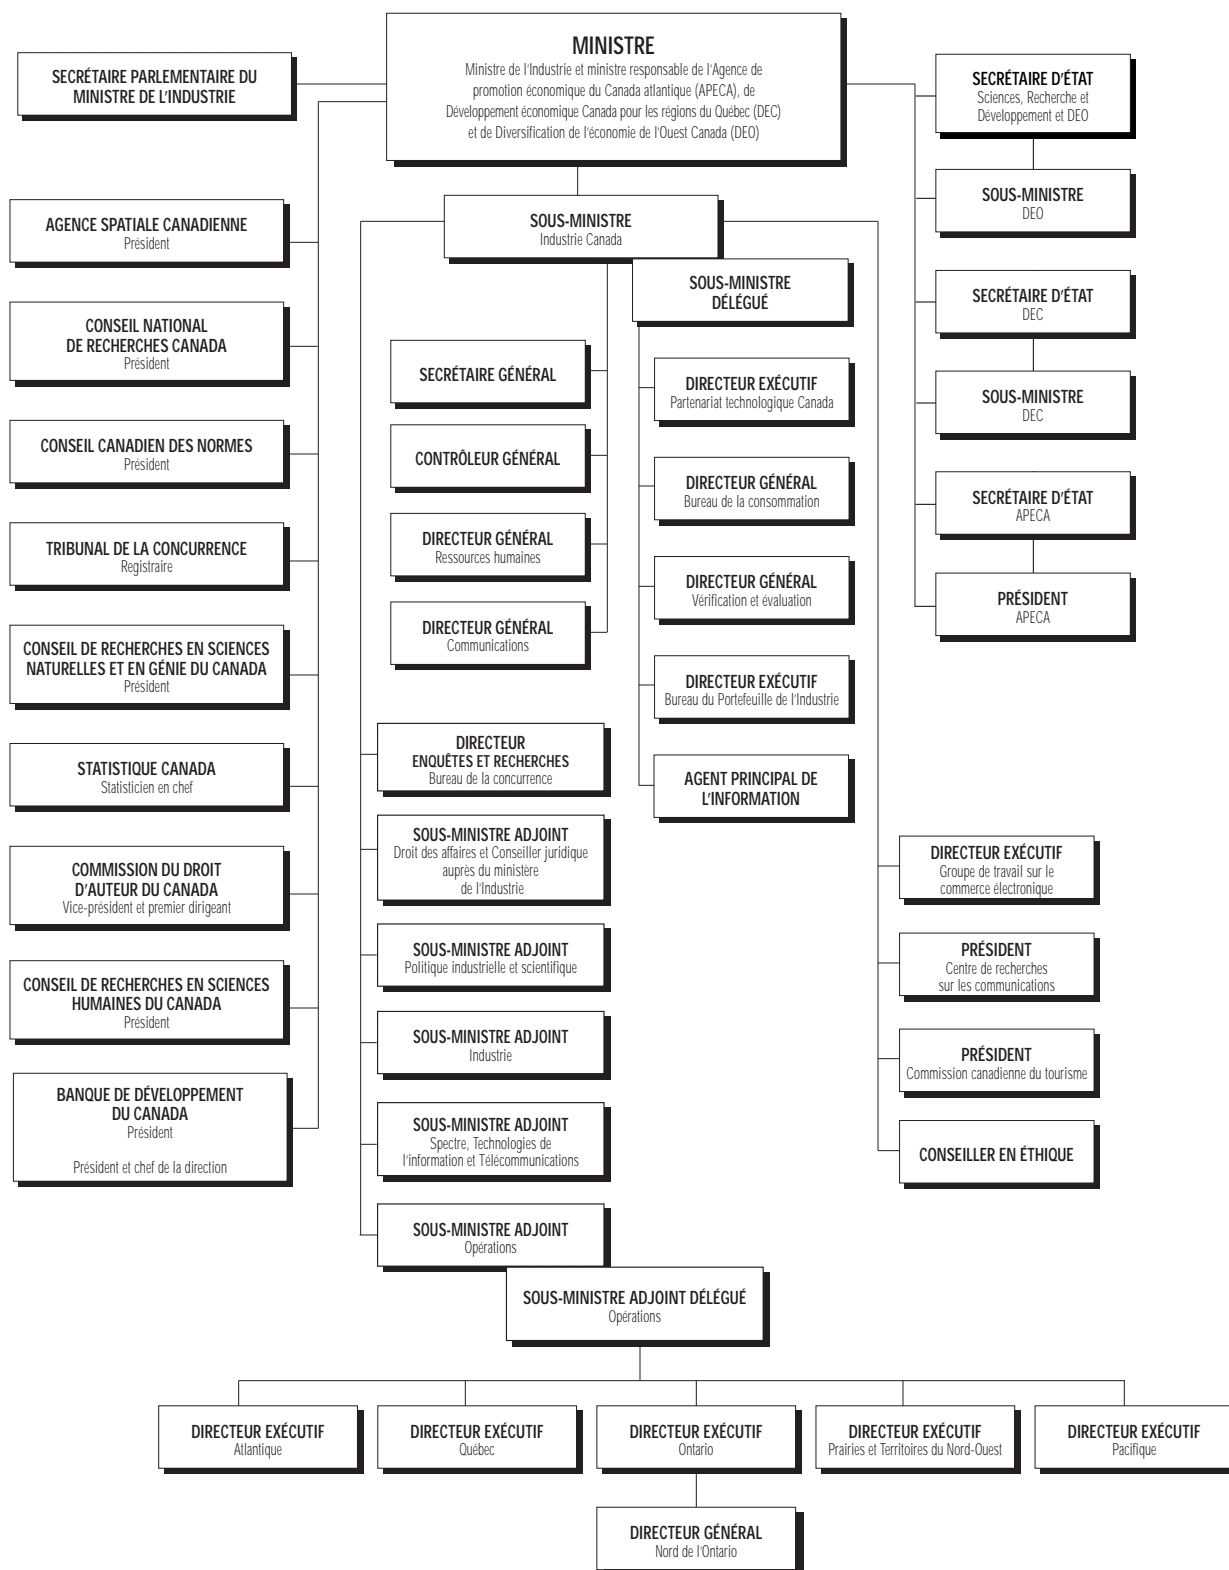 MINISTRE
Ministre de l'Industrie et ministre responsable de l'Agence de
promotion économique du Canada atlantique (APECA), de
Développement économique Canada pour les régions du Québec (DEC)
et de Diversification de l'économie de l'Ouest Canada (DEO)
SECRÉTAIRE PARLEMENTAIRE DU
MINISTRE DE L'INDUSTRIE
AGENCE SPATIALE CANADIENNE
Président
CONSEIL NATIONAL
DE RECHERCHES CANADA
Président
CONSEIL CANADIEN DES NORMES
Président
TRIBUNAL DE LA CONCURRENCE
Registraire
CONSEIL DE RECHERCHES EN SCIENCES
NATURELLES ET EN GÉNIE DU CANADA
Président
STATISTIQUE CANADA
Statisticien en chef
COMMISSION DU DROIT
D'AUTEUR DU CANADA
Vice-président et premier dirigeant
CONSEIL DE RECHERCHES EN SCIENCES
HUMAINES DU CANADA
Président
BANQUE DE DÉVELOPPEMENT
DU CANADA
Président
Président et chef de la direction
SOUS-MINISTRE
Industrie Canada
SOUS-MINISTRE
DÉLÉGUÉ
SECRÉTAIRE GÉNÉRAL
CONTRÔLEUR GÉNÉRAL
DIRECTEUR GÉNÉRAL
Ressources humaines
DIRECTEUR GÉNÉRAL
Communications
DIRECTEUR EXÉCUTIF
Partenariat technologique Canada
DIRECTEUR GÉNÉRAL
Bureau de la consommation
DIRECTEUR GÉNÉRAL
Vérification et évaluation
DIRECTEUR EXÉCUTIF
Bureau du Portefeuille de l'Industrie
AGENT PRINCIPAL DE
L'INFORMATION
DIRECTEUR
ENQUÊTES ET RECHERCHES
Bureau de la concurrence
SOUS-MINISTRE ADJOINT
Droit des affaires et Conseiller juridique
auprès du ministère
de l'Industrie
SOUS-MINISTRE ADJOINT
Politique industrielle et scientifique
SOUS-MINISTRE ADJOINT
Industrie
SOUS-MINISTRE ADJOINT
Spectre, Technologies de
l'information et Télécommunications
SOUS-MINISTRE ADJOINT
Opérations
SECRÉTAIRE D'ÉTAT
Sciences, Recherche et
Développement et DEO
SOUS-MINISTRE
DEO
SECRÉTAIRE D'ÉTAT
DEC
SOUS-MINISTRE
DEC
SECRÉTAIRE D'ÉTAT
APECA
PRÉSIDENT
APECA
DIRECTEUR EXÉCUTIF
Groupe de travail sur le
commerce électronique
PRÉSIDENT
Centre de recherches
sur les communications
PRÉSIDENT
Commission canadienne du tourisme
CONSEILLER EN ÉTHIQUE
SOUS-MINISTRE ADJOINT DÉLÉGUÉ
Opérations
DIRECTEUR EXÉCUTIF
Atlantique
DIRECTEUR EXÉCUTIF
Québec
DIRECTEUR EXÉCUTIF
Ontario
DIRECTEUR EXÉCUTIF
Prairies et Territoires du Nord-Ouest
DIRECTEUR EXÉCUTIF
Pacifique
DIRECTEUR GÉNÉRAL
Nord de l'Ontario